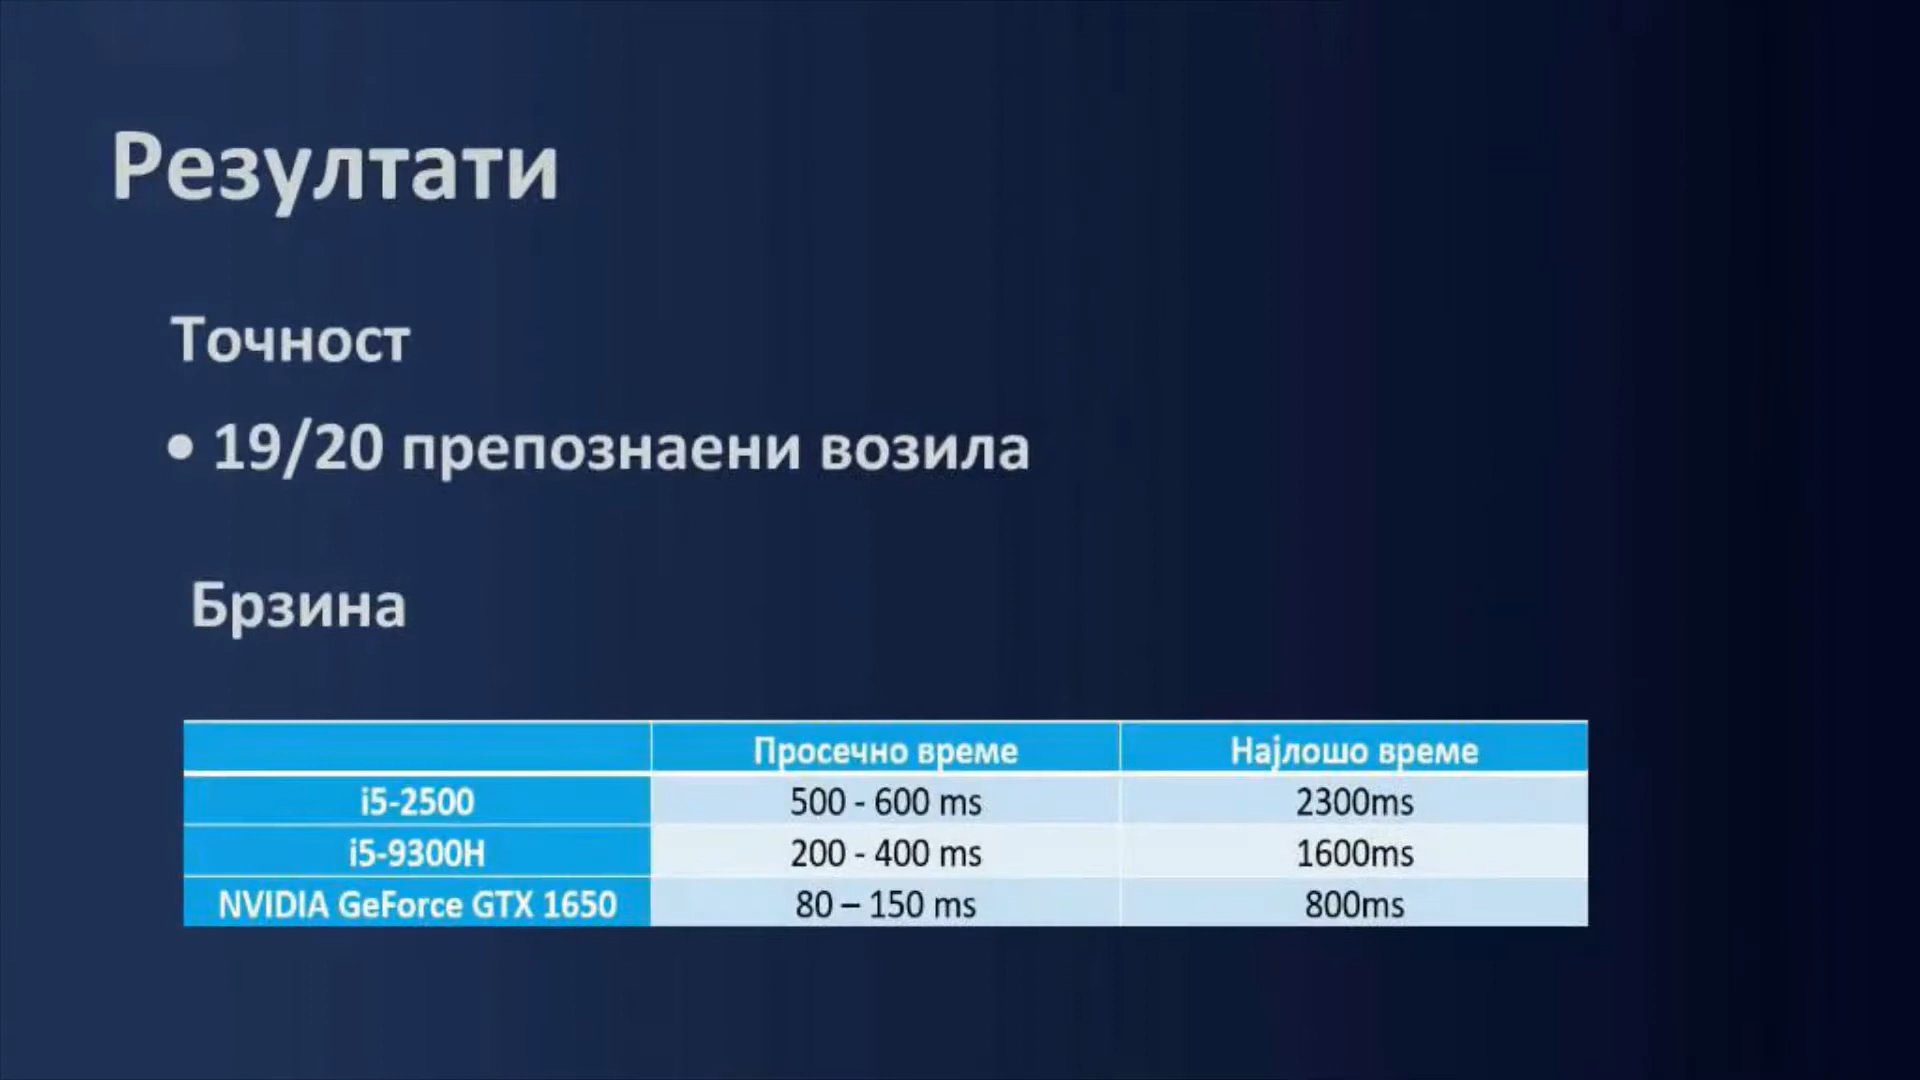 Резултати
Точност
• 19/20 препознаени возила
Брзина
Просечно време Најлошо време
i5-2500 500 - 600 ms 2300ms
i5-9300H 200 - 400 ms 1600ms
NVIDIA GeForce GTX 1650 80 – 150 ms 800ms